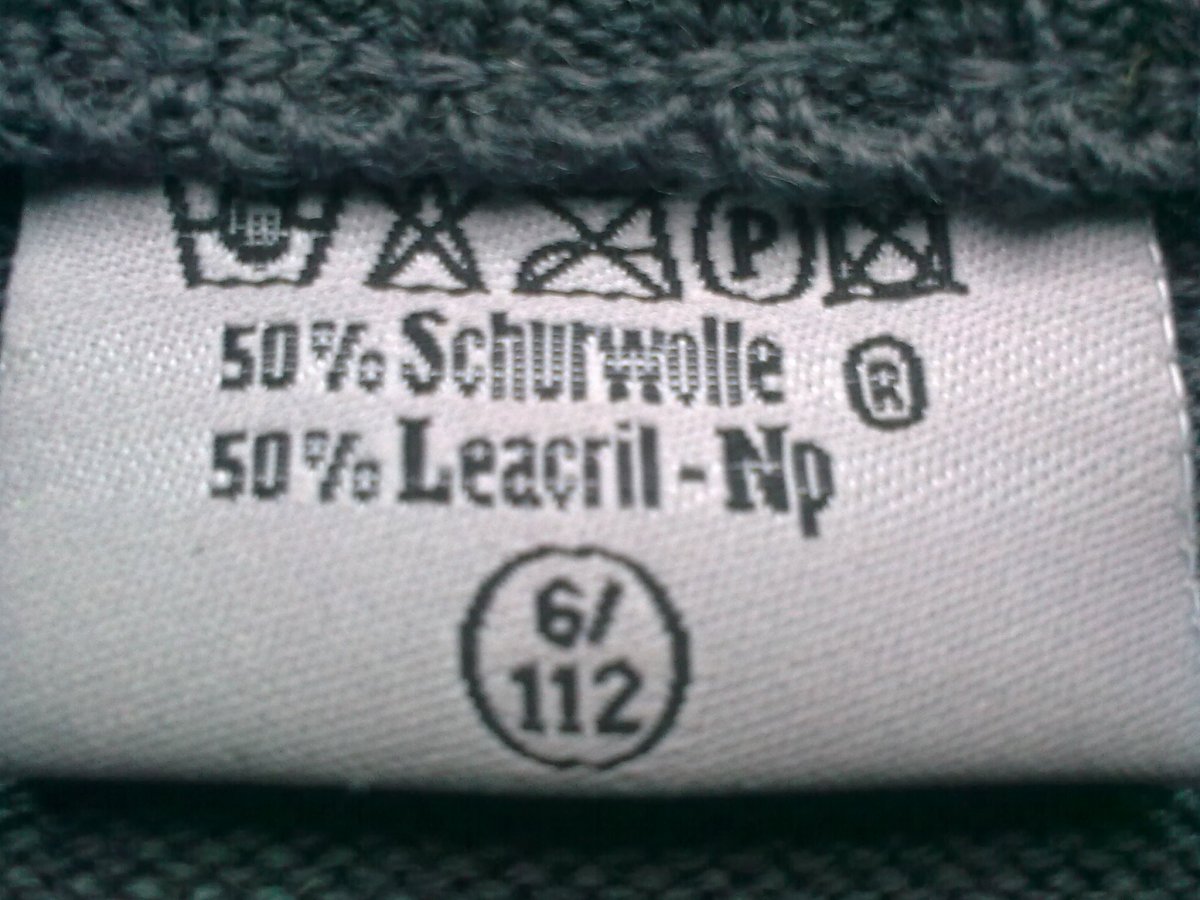 P
50% Schurwolle ®
50% Leacril - Np
6/
112